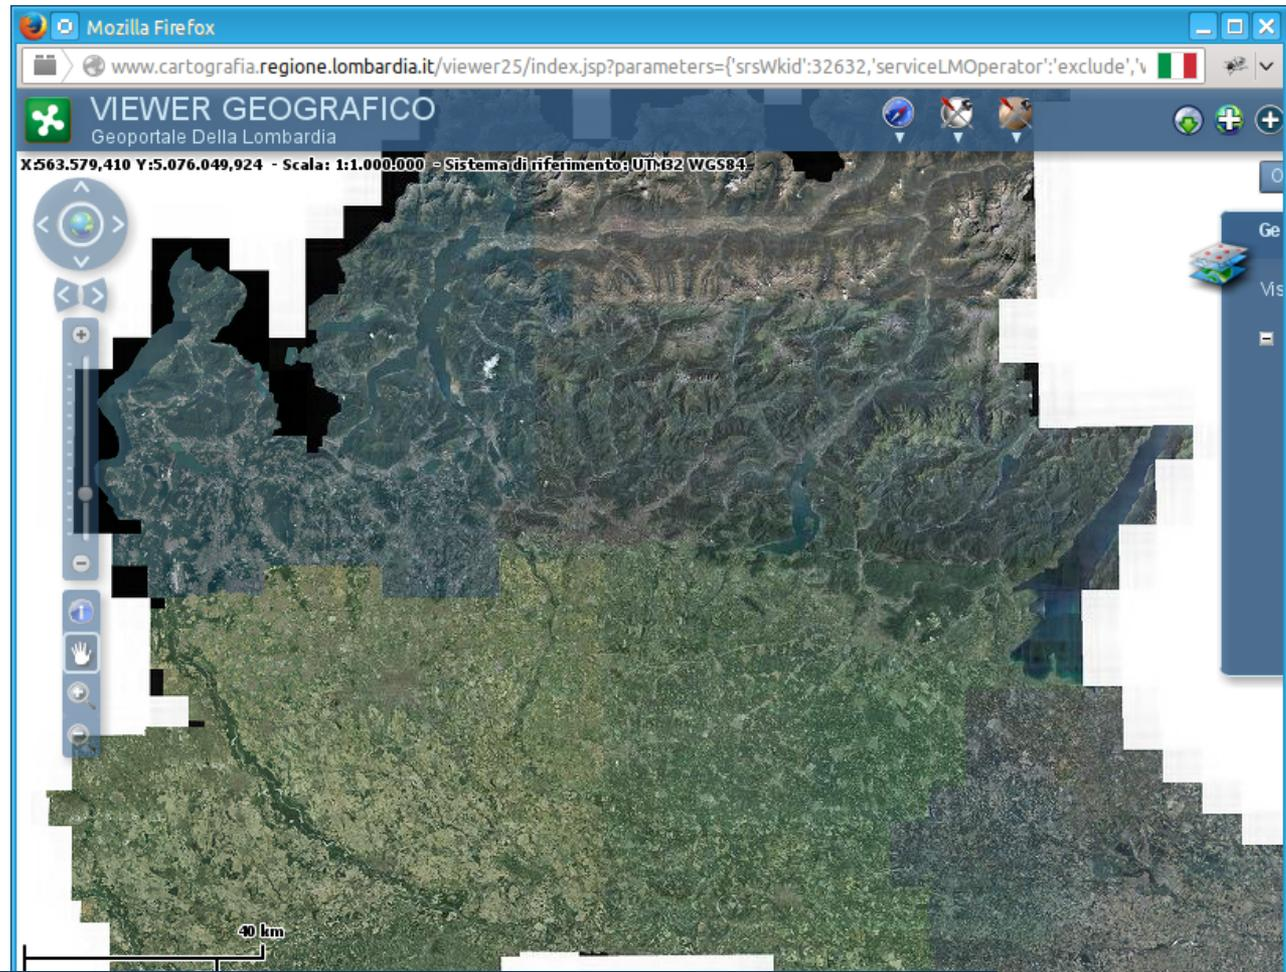 Mozilla Firefox
www.cartografia.regione.lombardia.it/viewer25/index.jsp?parameters={'srsWkid':32632,'serviceLMOperator':'exclude','v
VIEWER GEOGRAFICO
Geoportale Della Lombardia
X:563.579,410 Y:5.076.049,924 - Scala: 1:1.000.000 - Sistema di riferimento: UTM32 WGS84
O
Ge
Vis
40 km